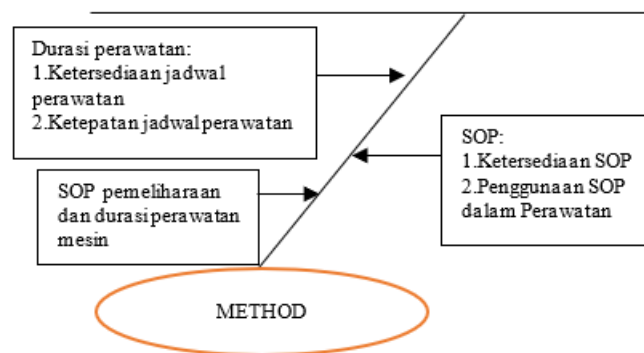 Durasi perawatan:
1.Ketersediaan jadwal
perawatan
2.Ketepatan jadwal perawatan
SOP:
1.Ketersediaan SOP
2.Penggunaan SOP
dalam Perawatan
SOP pemeliharaan
dan durasi perawatan
mesin
METHOD